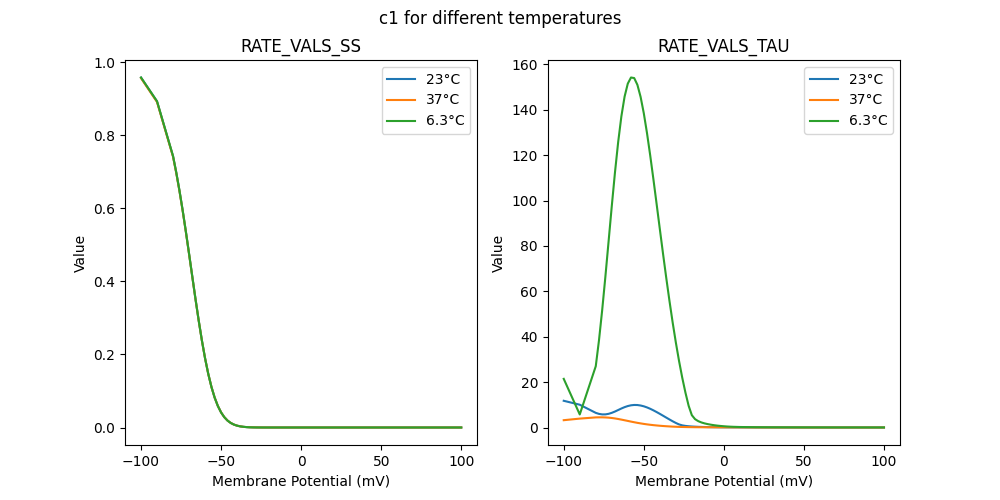 c1 for different temperatures
RATE_VALS_SS
RATE_VALS_TAU
23°C
37°C
6.3°C
23°C
37°C
6.3°C
Value
1.0
0.8
0.6
0.4
0.2
0.0
−100
−50
0
50
100
Membrane Potential (mV)
Value
160
140
120
100
80
60
40
20
0
−100
−50
0
50
100
Membrane Potential (mV)